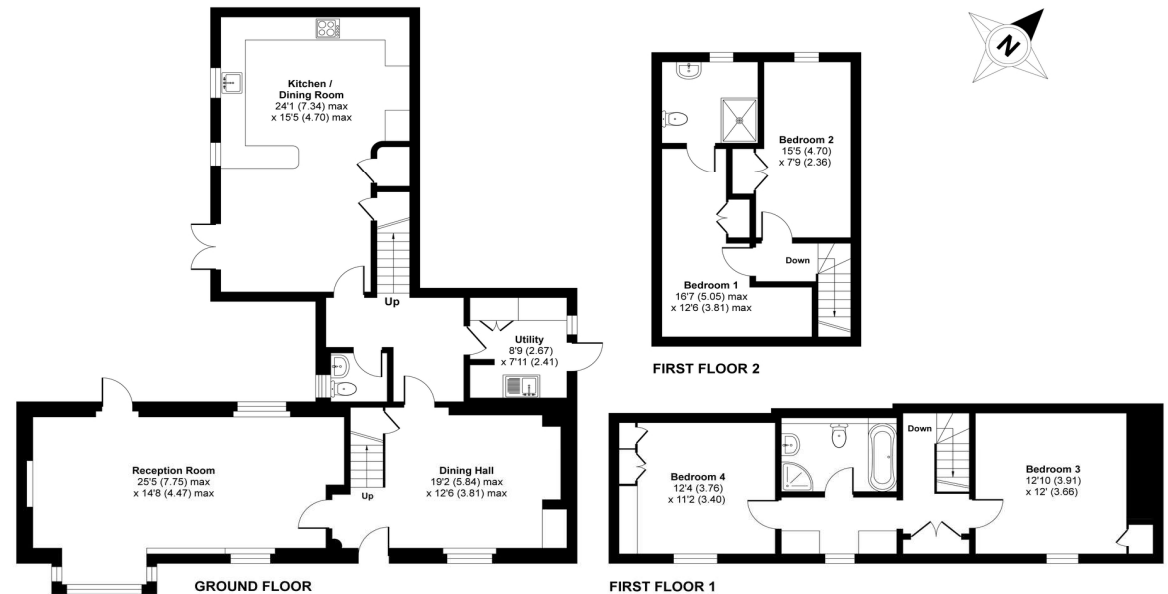 N
Kitchen /
Dining Room
24'1 (7.34) max
x 15'5 (4.70) max
Up
Utility
8'9 (2.67)
x 7'11 (2.41)
Reception Room
25'5 (7.75) max
x 14'8 (4.47) max
Up
Dining Hall
19'2 (5.84) max
x 12'6 (3.81) max
GROUND FLOOR
Bedroom 2
15'5 (4.70)
x 7'9 (2.36)
Down
Bedroom 1
16'7 (5.05) max
x 12'6 (3.81) max
FIRST FLOOR 2
Bedroom 4
12'4 (3.76)
x 11'2 (3.40)
Down
Bedroom 3
12'10 (3.91)
x 12' (3.66)
FIRST FLOOR 1